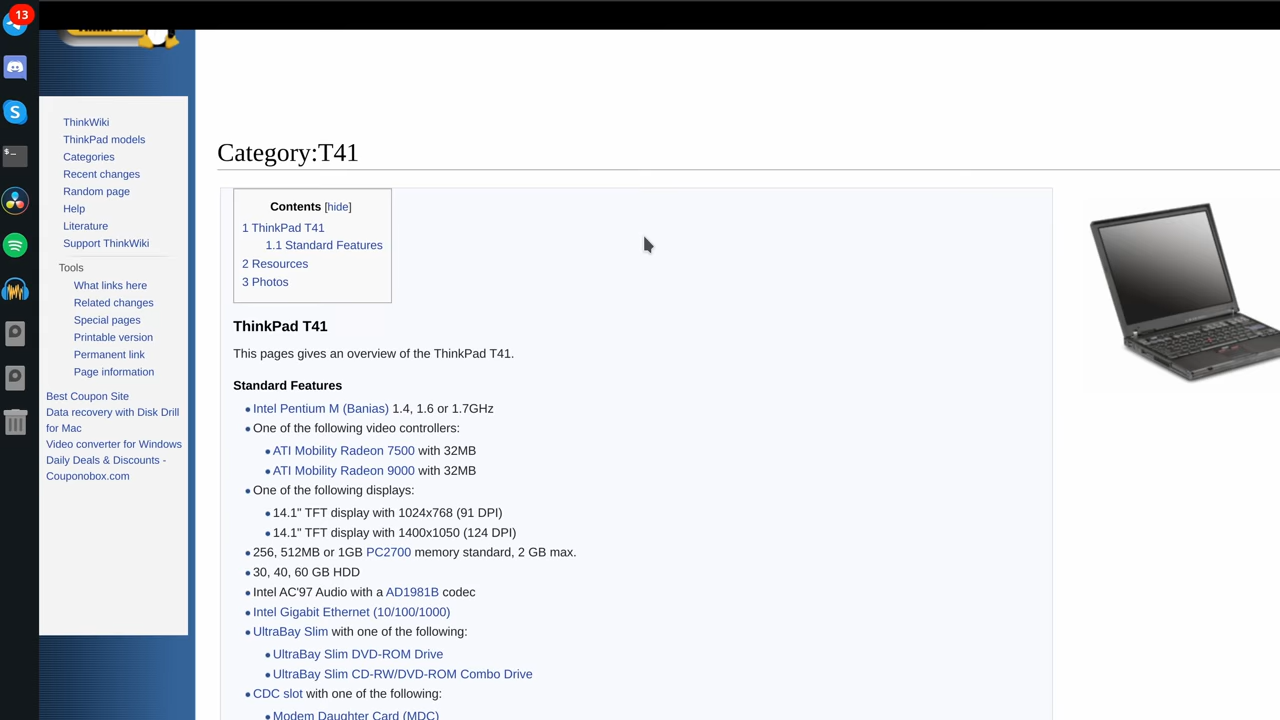 13
S
$ _
ThinkWiki
ThinkPad models
Categories
Recent changes
Random page
Help
Literature
Support ThinkWiki
Tools
What links here
Related changes
Special pages
Printable version
Permanent link
Page information
Best Coupon Site
Data recovery with Disk Drill
for Mac
Video converter for Windows
Daily Deals & Discounts -
Couponobox.com
Category:T41
Contents [hide]
1 ThinkPad T41
1.1 Standard Features
2 Resources
3 Photos
ThinkPad T41
This pages gives an overview of the ThinkPad T41.
Standard Features
Intel Pentium M (Banias) 1.4, 1.6 or 1.7GHz
One of the following video controllers:
ATI Mobility Radeon 7500 with 32MB
ATI Mobility Radeon 9000 with 32MB
One of the following displays:
14.1" TFT display with 1024x768 (91 DPI)
14.1" TFT display with 1400x1050 (124 DPI)
256, 512MB or 1GB PC2700 memory standard, 2 GB max.
30, 40, 60 GB HDD
Intel AC'97 Audio with a AD1981B codec
Intel Gigabit Ethernet (10/100/1000)
UltraBay Slim with one of the following:
UltraBay Slim DVD-ROM Drive
UltraBay Slim CD-RW/DVD-ROM Combo Drive
CDC slot with one of the following:
Modem Daughter Card (MDC)